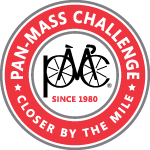 PAN-MASS CHALLENGE
PMC®
SINCE 1980
CLOSER BY THE MILE